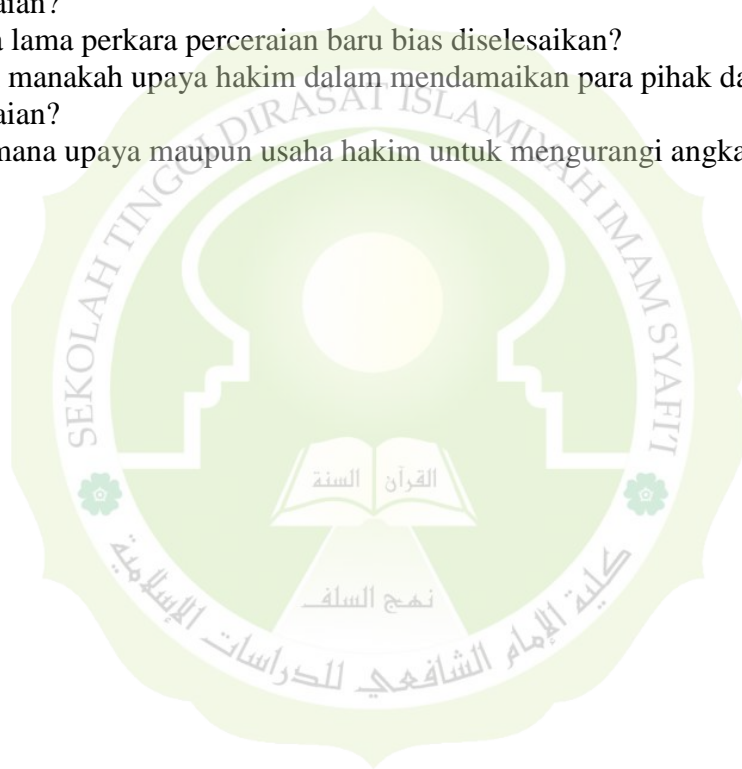 aian?
lama perkara perceraian baru bias diselesaikan?
manakah upaya hakim dalam mendamaikan para pihak da
aian?
mana upaya maupun usaha hakim untuk mengurangi angka
SEKOLAH TINGGI DIRASAT ISLAMIYAH IMAM SYAFI'I
القرآن السنة
نهج السلف
كلية الإمام الشافعي للدراسات الإسلامية